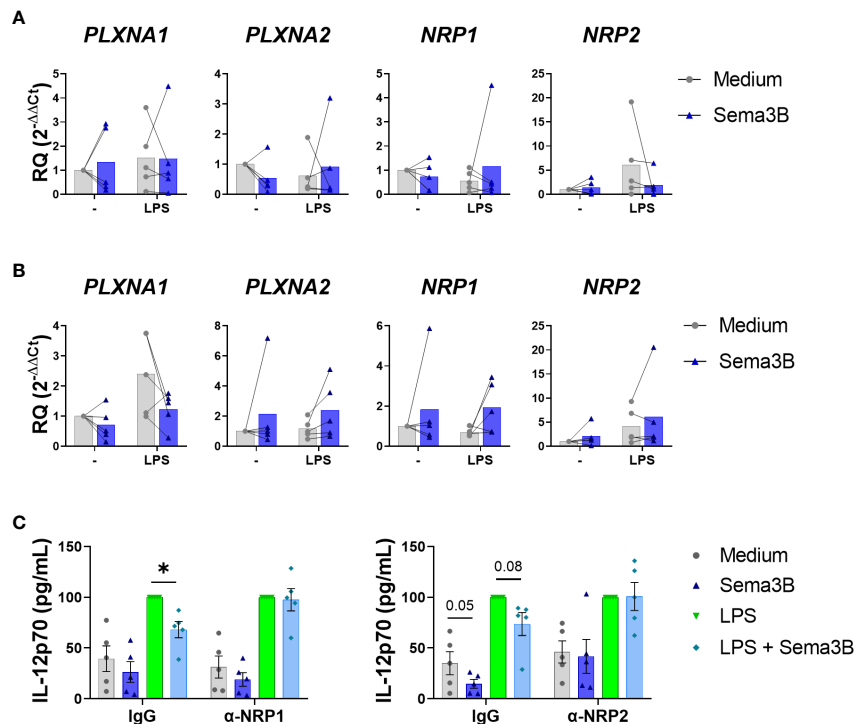 A
PLXNA1 PLXNA2 NRP1 NRP2
RQ (2^-ΔΔCt)
5
4
3
2
1
0
- LPS
4
3
2
1
0
- LPS
5
4
3
2
1
0
- LPS
25
20
15
10
5
0
- LPS
Medium
Sema3B
B
PLXNA1 PLXNA2 NRP1 NRP2
RQ (2^-ΔΔCt)
4
3
2
1
0
- LPS
8
6
4
2
0
- LPS
6
4
2
0
- LPS
25
20
15
10
5
0
- LPS
Medium
Sema3B
C
IL-12p70 (pg/mL)
150
100
50
0
*
IgG α-NRP1
IL-12p70 (pg/mL)
150
100
50
0
0.05
0.08
IgG α-NRP2
Medium
Sema3B
LPS
LPS + Sema3B